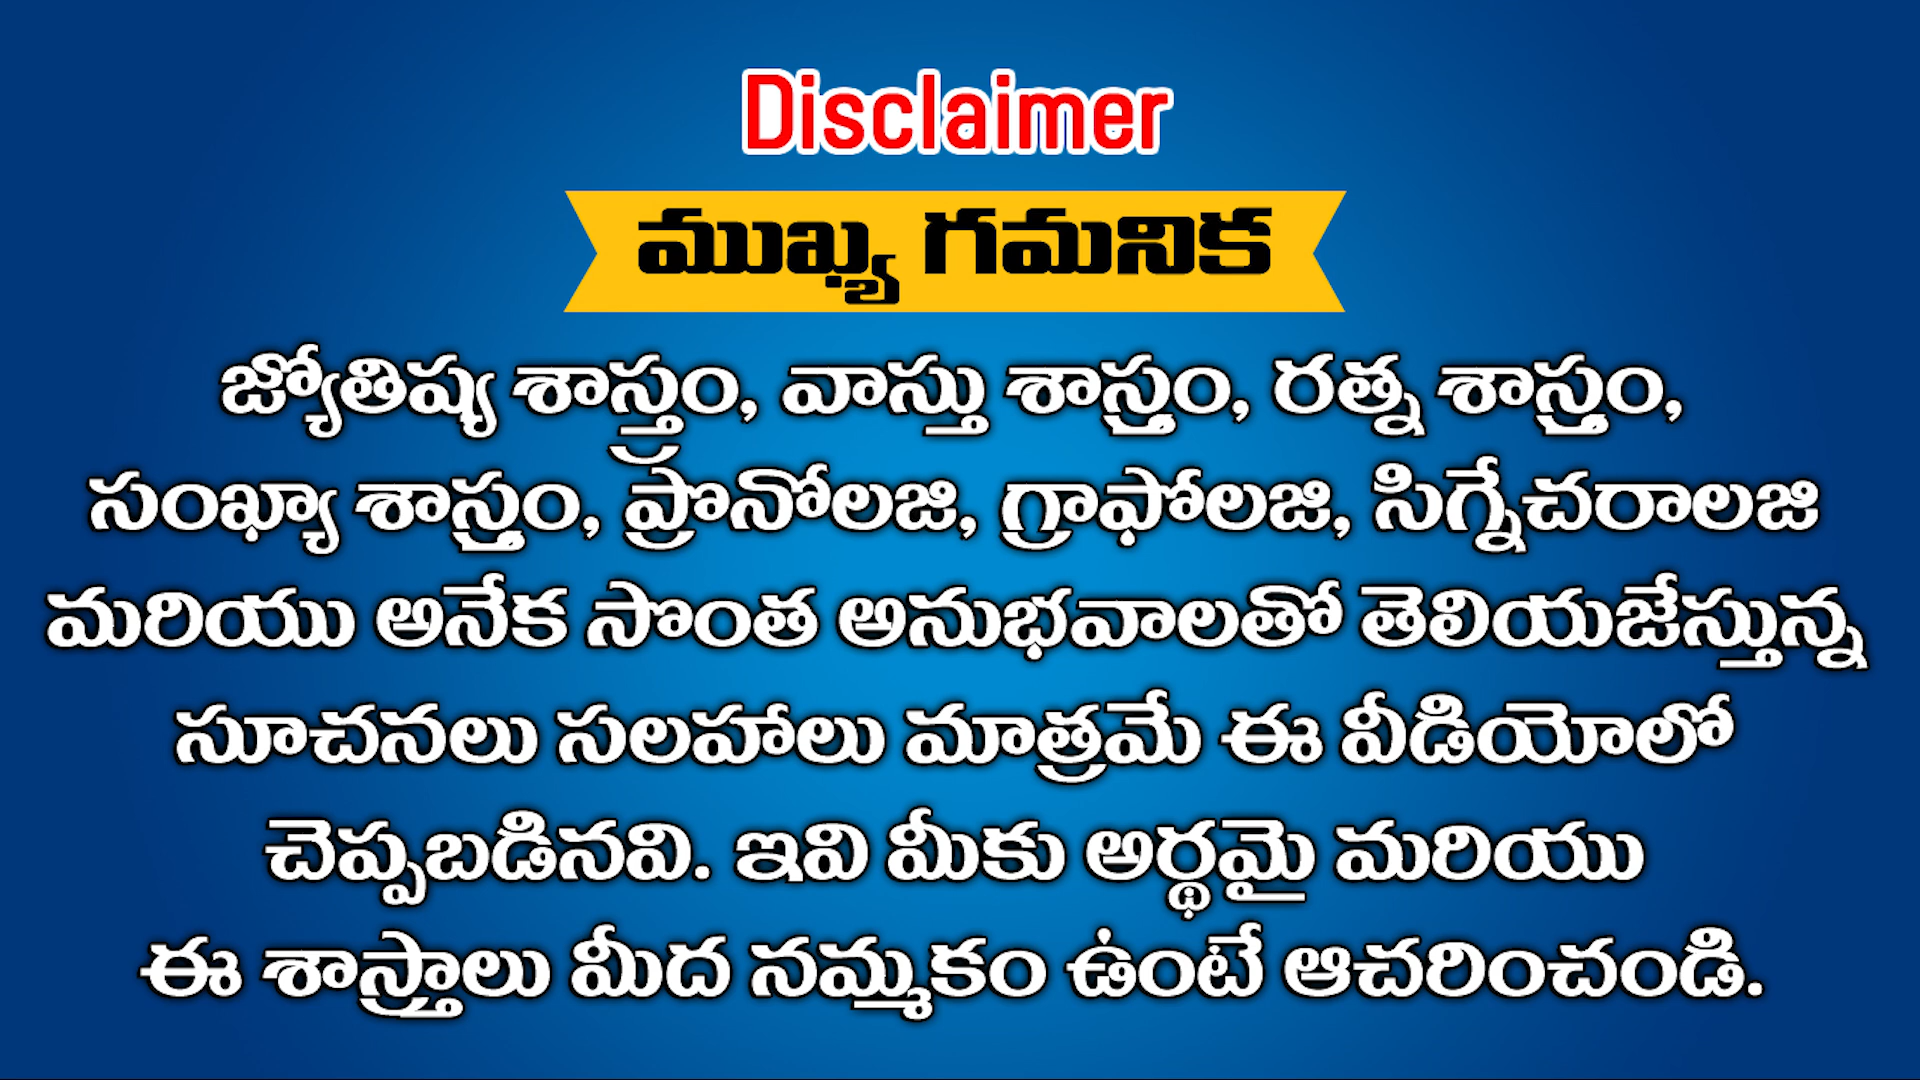 Disclaimer
ముఖ్య గమనిక
జ్యోతిష్య శాస్త్రం, వాస్తు శాస్త్రం, రత్న శాస్త్రం,
సంఖ్యా శాస్త్రం, ప్రొనోలజి, గ్రాఫోలజి, సిగ్నేచరాలజి
మరియు అనేక సొంత అనుభవాలతో తెలియజేస్తున్న
సూచనలు సలహాలు మాత్రమే ఈ వీడియోలో
చెప్పబడినవి. ఇవి మీకు అర్థమై మరియు
ఈ శాస్త్రాలు మీద నమ్మకం ఉంటే ఆచరించండి.